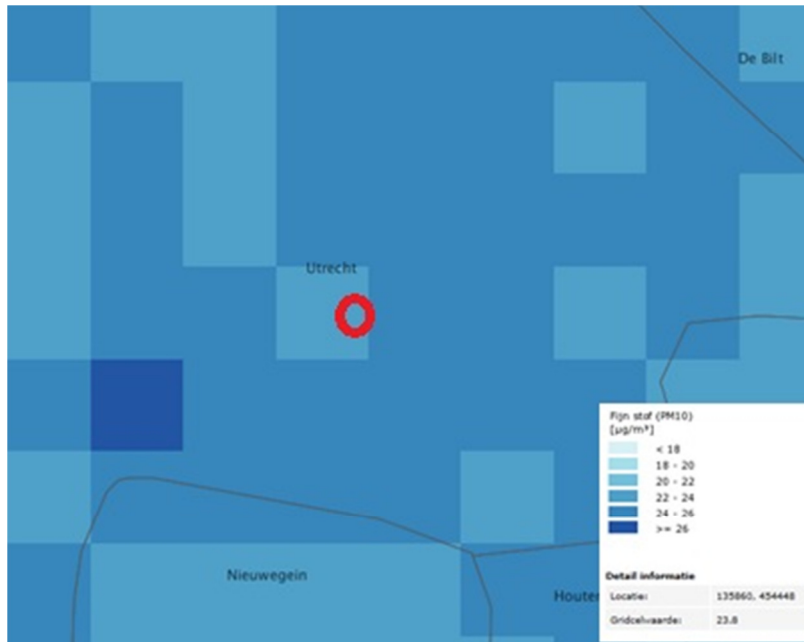 De Bilt
Utrecht
Nieuwegein
Houten
Fijn stof (PM10)
[µg/m³]
< 18
18 - 20
20 - 22
22 - 24
24 - 26
>= 26
Detail informatie
Locatie: 135860, 454448
Gridcelwaarde: 23.8